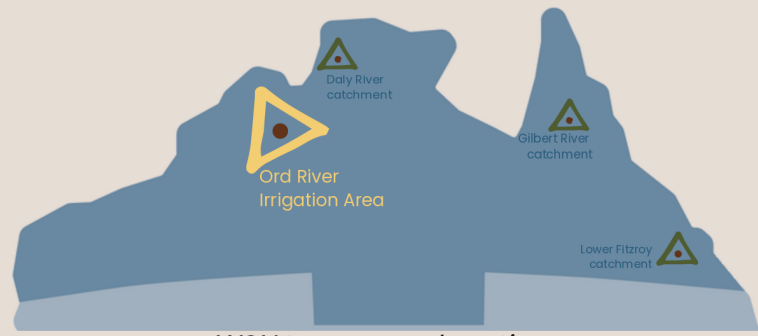 Daly River
catchment
Ord River
Irrigation Area
Gilbert River
catchment
Lower Fitzroy
catchment